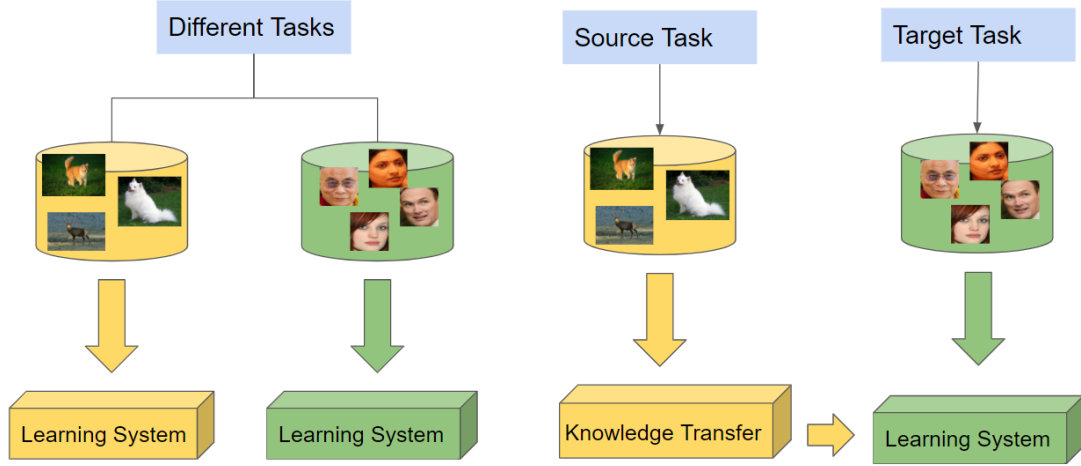 Different Tasks
Source Task
Target Task
Learning System
Learning System
Knowledge Transfer
Learning System